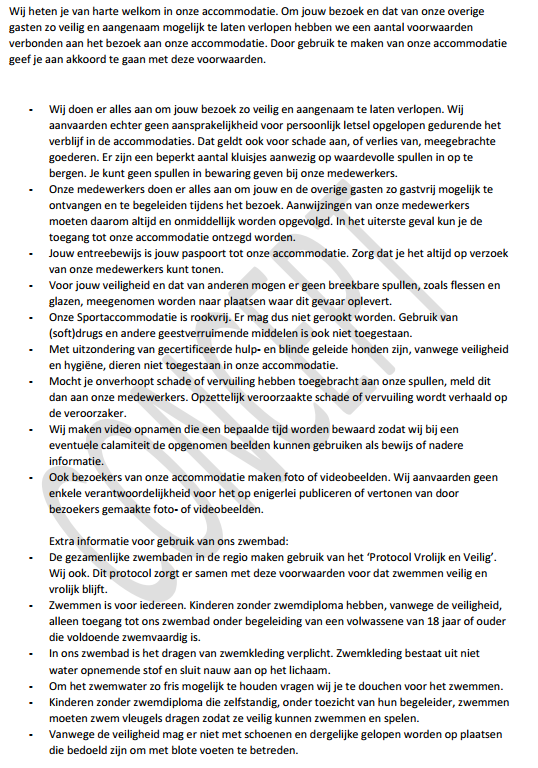 Wij heten je van harte welkom in onze accommodatie. Om jouw bezoek en dat van onze overige
gasten zo veilig en aangenaam mogelijk te laten verlopen hebben we een aantal voorwaarden
verbonden aan het bezoek aan onze accommodatie. Door gebruik te maken van onze accommodatie
geef je aan akkoord te gaan met deze voorwaarden.
- Wij doen er alles aan om jouw bezoek zo veilig en aangenaam te laten verlopen. Wij
aanvaarden echter geen aansprakelijkheid voor persoonlijk letsel opgelopen gedurende het
verblijf in de accommodaties. Dat geldt ook voor schade aan, of verlies van, meegebrachte
goederen. Er zijn een beperkt aantal kluisjes aanwezig op waardevolle spullen in op te
bergen. Je kunt geen spullen in bewaring geven bij onze medewerkers.
- Onze medewerkers doen er alles aan om jou en de overige gasten zo gastvrij mogelijk te
ontvangen en te begeleiden tijdens het bezoek. Aanwijzingen van onze medewerkers
moeten daarom altijd en onmiddellijk worden opgevolgd. In het uiterste geval kun je de
toegang tot onze accommodatie ontzegd worden.
- Jouw entreebewijs is jouw paspoort tot onze accommodatie. Zorg dat je het altijd op verzoek
van onze medewerkers kunt tonen.
- Voor jouw veiligheid en dat van anderen mogen er geen breekbare spullen, zoals flessen en
glazen, meegenomen worden naar plaatsen waar dit gevaar oplevert.
- Onze Sportaccommodatie is rookvrij. Er mag dus niet gerookt worden. Gebruik van
(soft)drugs en andere geestverruimende middelen is ook niet toegestaan.
- Met uitzondering van gecertificeerde hulp- en blinde geleide honden zijn, vanwege veiligheid
en hygiëne, dieren niet toegestaan in onze accommodatie.
- Mocht je onverhoopt schade of vervuiling hebben toegebracht aan onze spullen, meld dit
dan aan onze medewerkers. Opzettelijk veroorzaakte schade of vervuiling wordt verhaald op
de veroorzaker.
- Wij maken video opnamen die een bepaalde tijd worden bewaard zodat wij bij een
eventuele calamiteit de opgenomen beelden kunnen gebruiken als bewijs of nadere
informatie.
- Ook bezoekers van onze accommodatie maken foto of videobeelden. Wij aanvaarden geen
enkele verantwoordelijkheid voor het op enigerlei publiceren of vertonen van door
bezoekers gemaakte foto- of videobeelden.
Extra informatie voor gebruik van ons zwembad:
- De gezamenlijke zwembaden in de regio maken gebruik van het ‘Protocol Vrolijk en Veilig’.
Wij ook. Dit protocol zorgt er samen met deze voorwaarden voor dat zwemmen veilig en
vrolijk blijft.
- Zwemmen is voor iedereen. Kinderen zonder zwemdiploma hebben, vanwege de veiligheid,
alleen toegang tot ons zwembad onder begeleiding van een volwassene van 18 jaar of ouder
die voldoende zwemvaardig is.
- In ons zwembad is het dragen van zwemkleding verplicht. Zwemkleding bestaat uit niet
water opnemende stof en sluit nauw aan op het lichaam.
- Om het zwemwater zo fris mogelijk te houden vragen wij je te douchen voor het zwemmen.
- Kinderen zonder zwemdiploma die zelfstandig, onder toezicht van hun begeleider, zwemmen
moeten zwem vleugels dragen zodat ze veilig kunnen zwemmen en spelen.
- Vanwege de veiligheid mag er niet met schoenen en dergelijke gelopen worden op plaatsen
die bedoeld zijn om met blote voeten te betreden.
CONCEPT